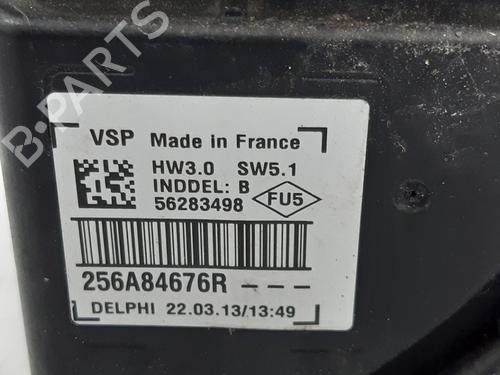 B-PARTS
VSP Made in France
HW3.0 SW5.1
INDDEL: B
56283498 FU5
256A84676R ---
DELPHI 22.03.13/13:49